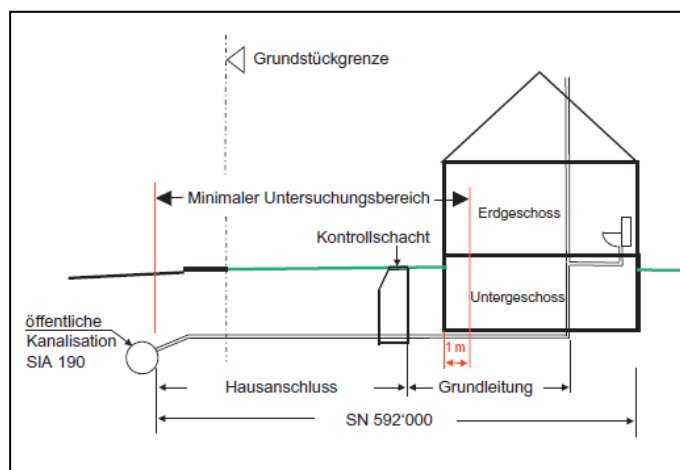 Grundstückgrenze
Minimaler Untersuchungsbereich
Erdgeschoss
Kontrollschacht
Untergeschoss
öffentliche
Kanalisation
SIA 190
1 m
Hausanschluss
Grundleitung
SN 592'000